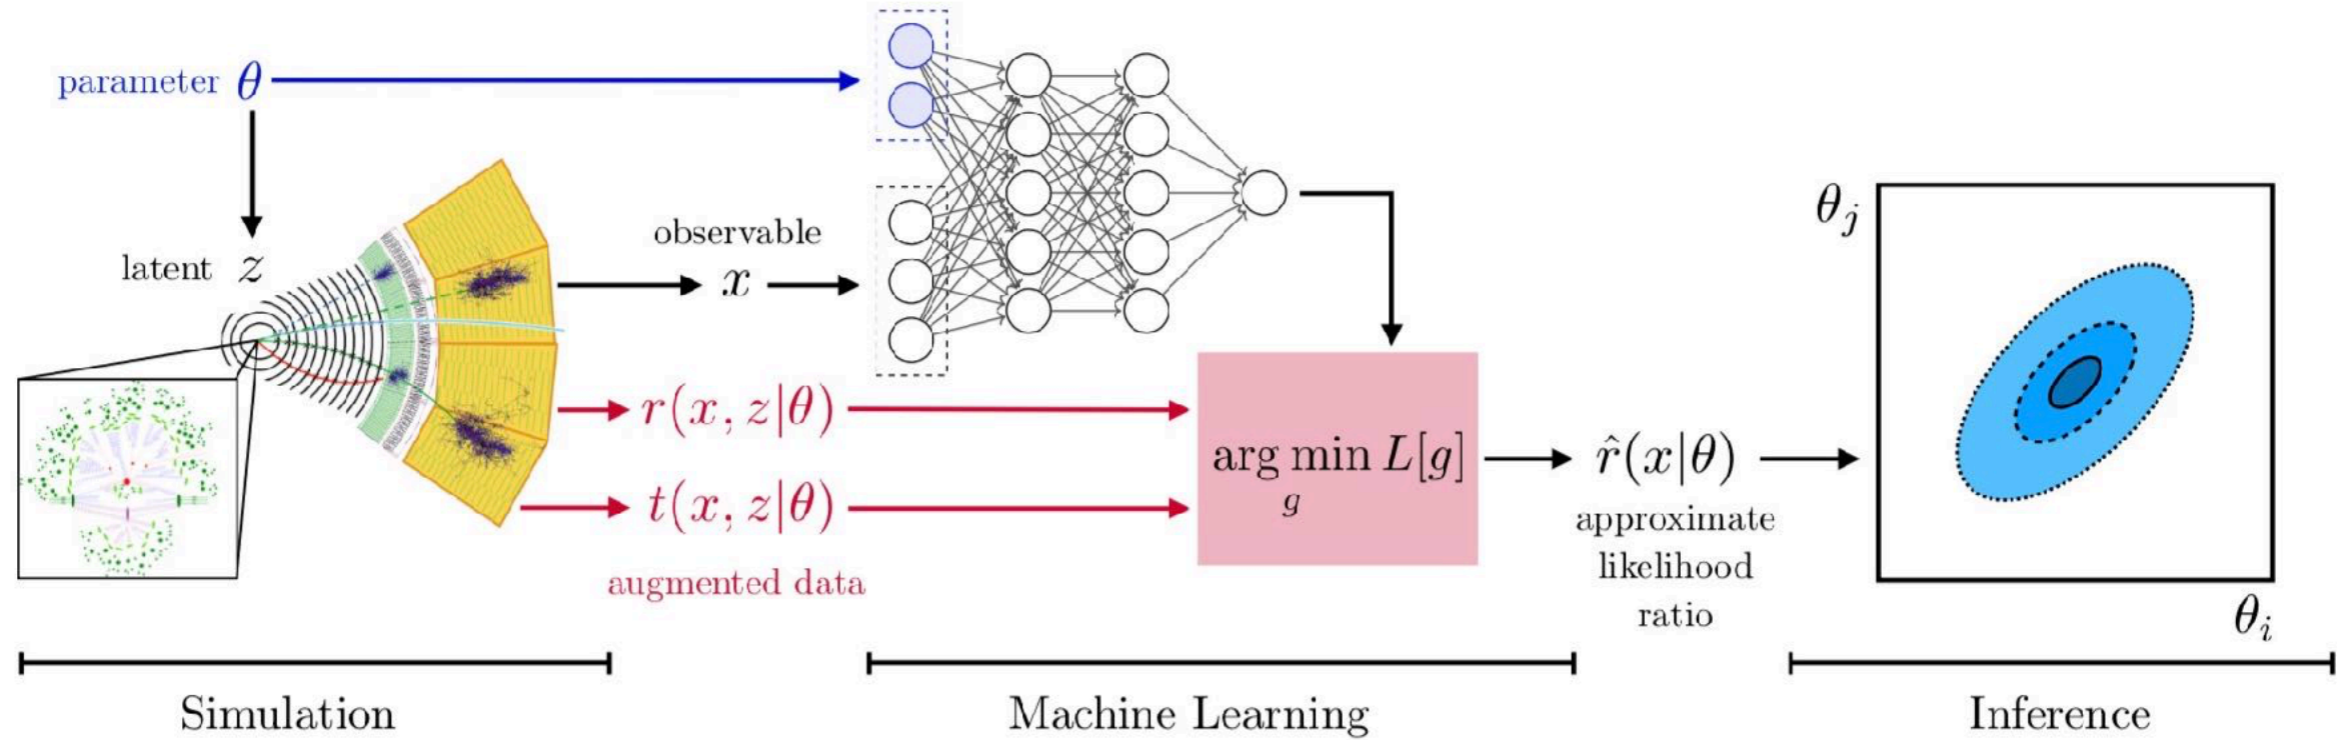 parameter θ
latent z
observable
x
r(x, z|θ)
t(x, z|θ)
augmented data
arg min L[g]
g
r̂(x|θ)
approximate
likelihood
ratio
θⱼ
θᵢ
Simulation
Machine Learning
Inference